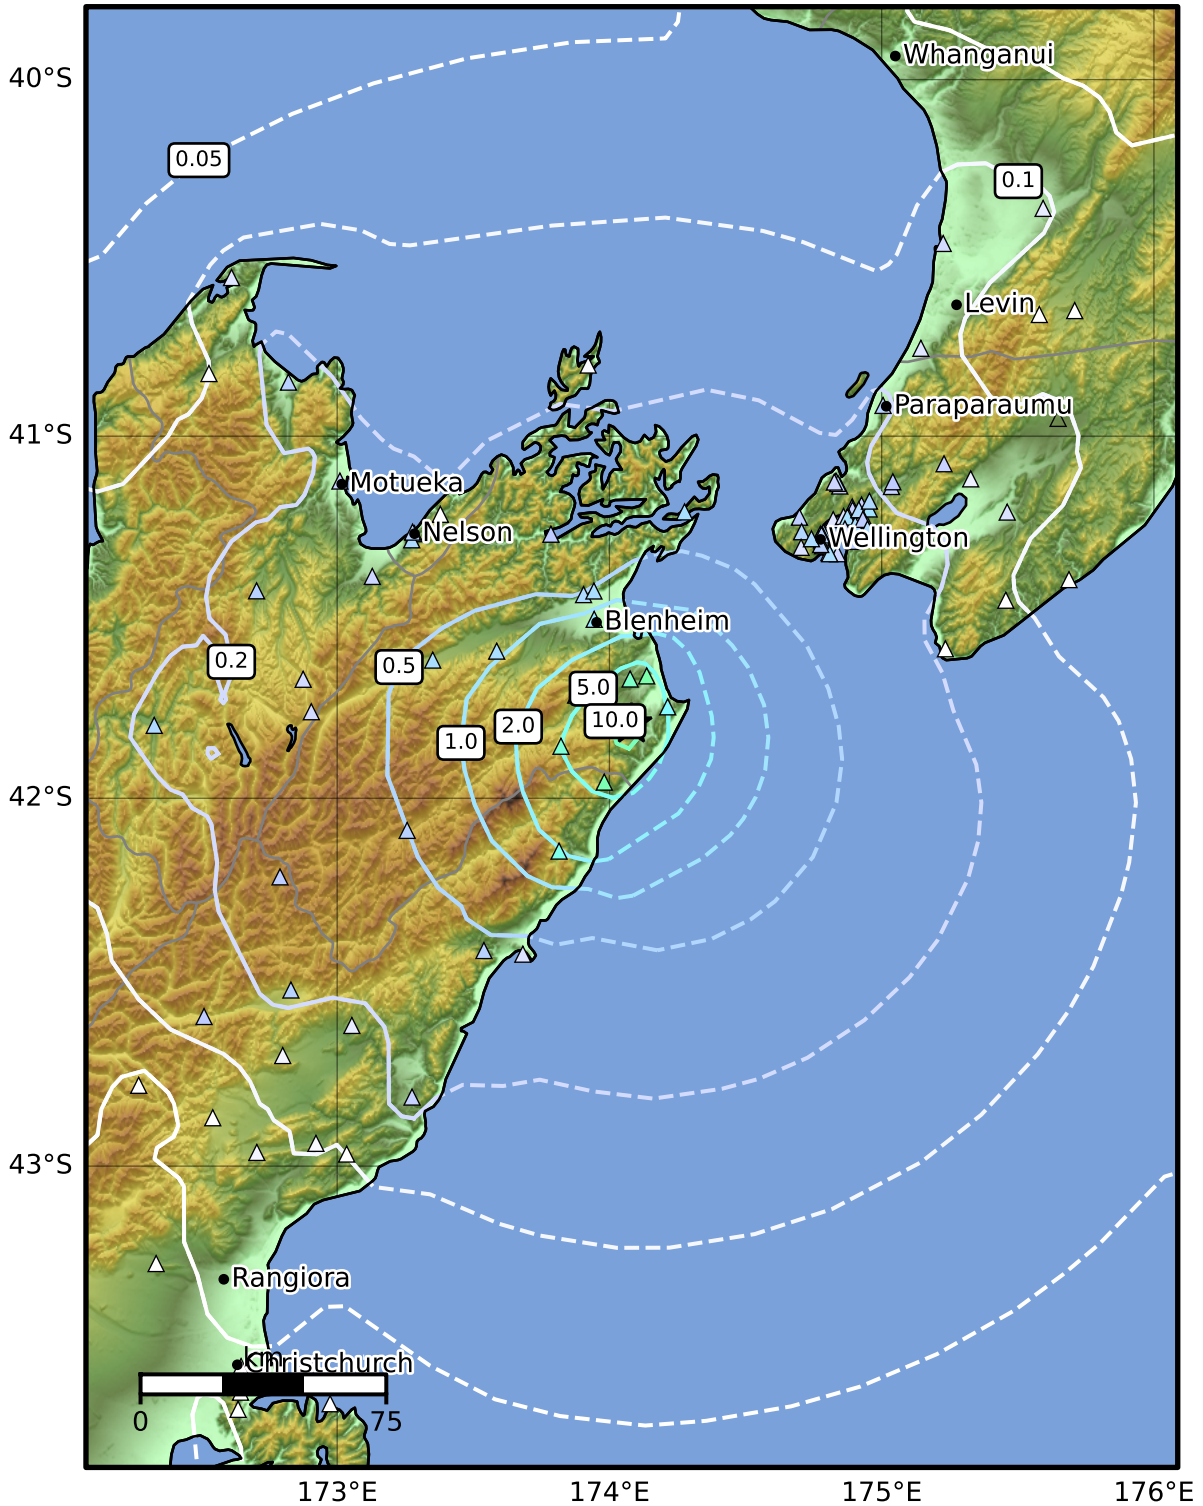 Whanganui
40°S
0.05
0.1
Levin
Paraparaumu
41°S
Motueka
Nelson
Wellington
Blenheim
0.2
0.5
5.0
10.0
2.0
1.0
42°S
43°S
Rangiora
km
Christchurch
0
75
173°E
174°E
175°E
176°E